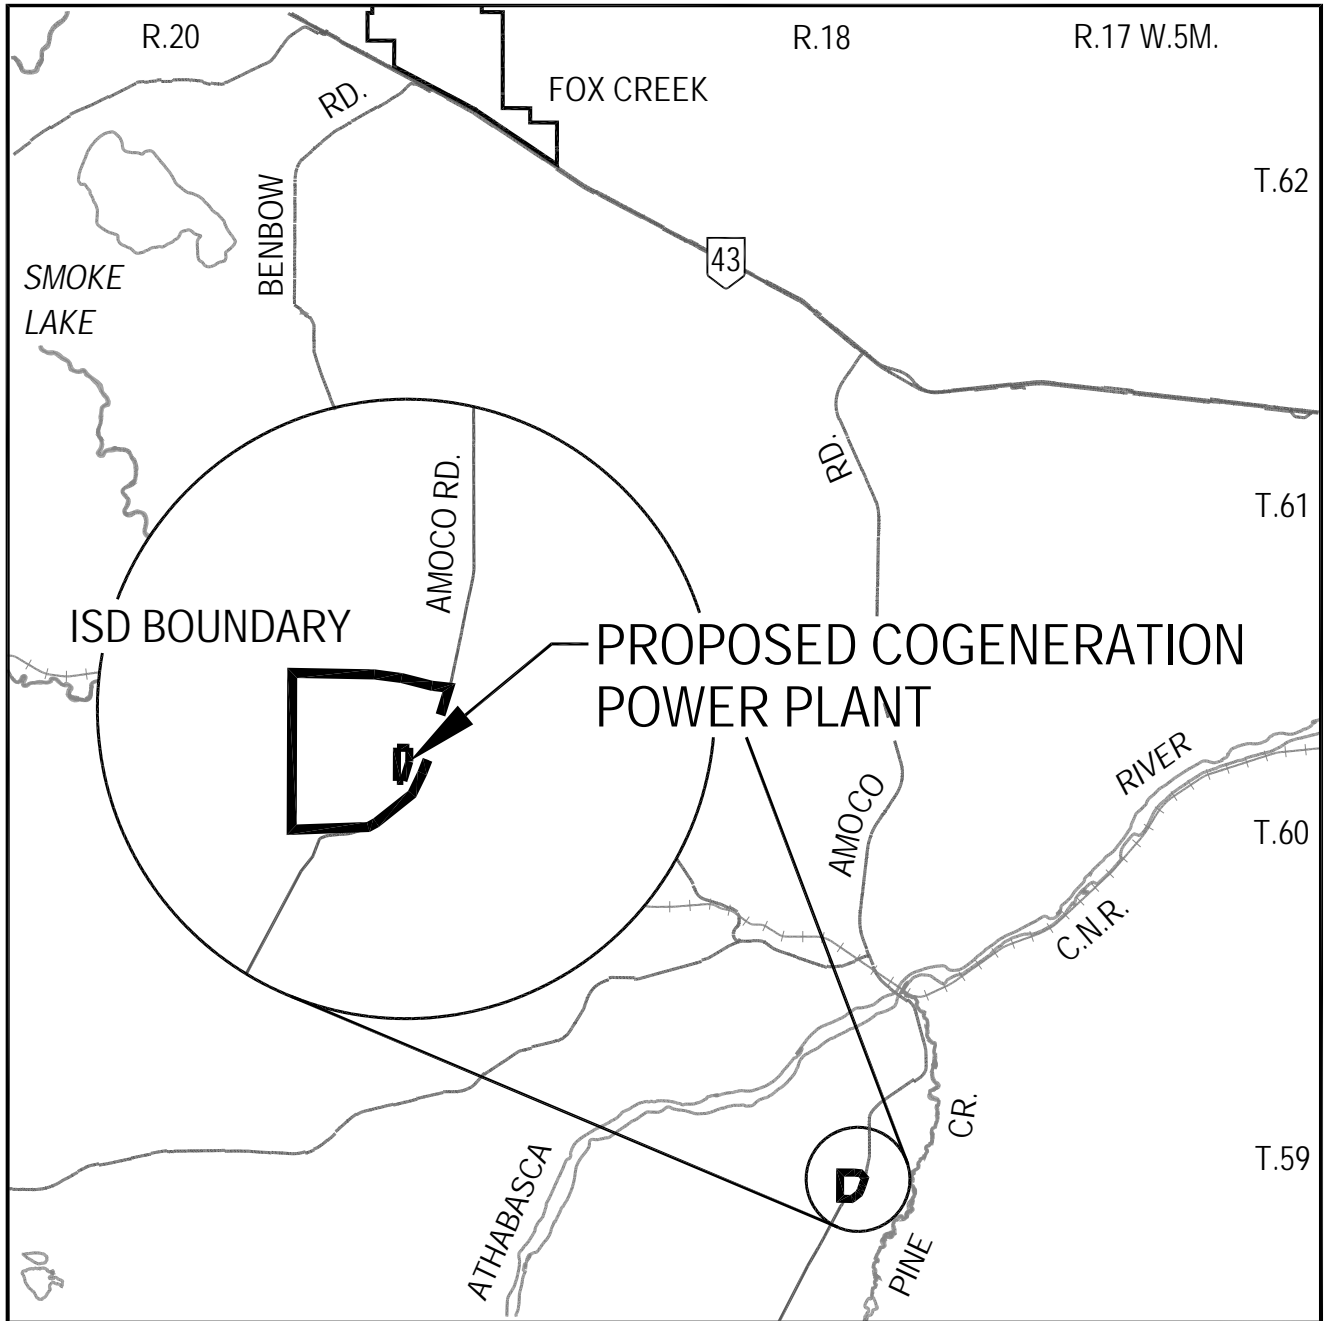 R.20
R.18
R.17 W.5M.
FOX CREEK
RD.
BENBOW
T.62
SMOKE
LAKE
43
RD.
AMOCO RD.
T.61
ISD BOUNDARY
PROPOSED COGENERATION
POWER PLANT
RIVER
AMOCO
T.60
C.N.R.
CR.
T.59
ATHABASCA
PINE